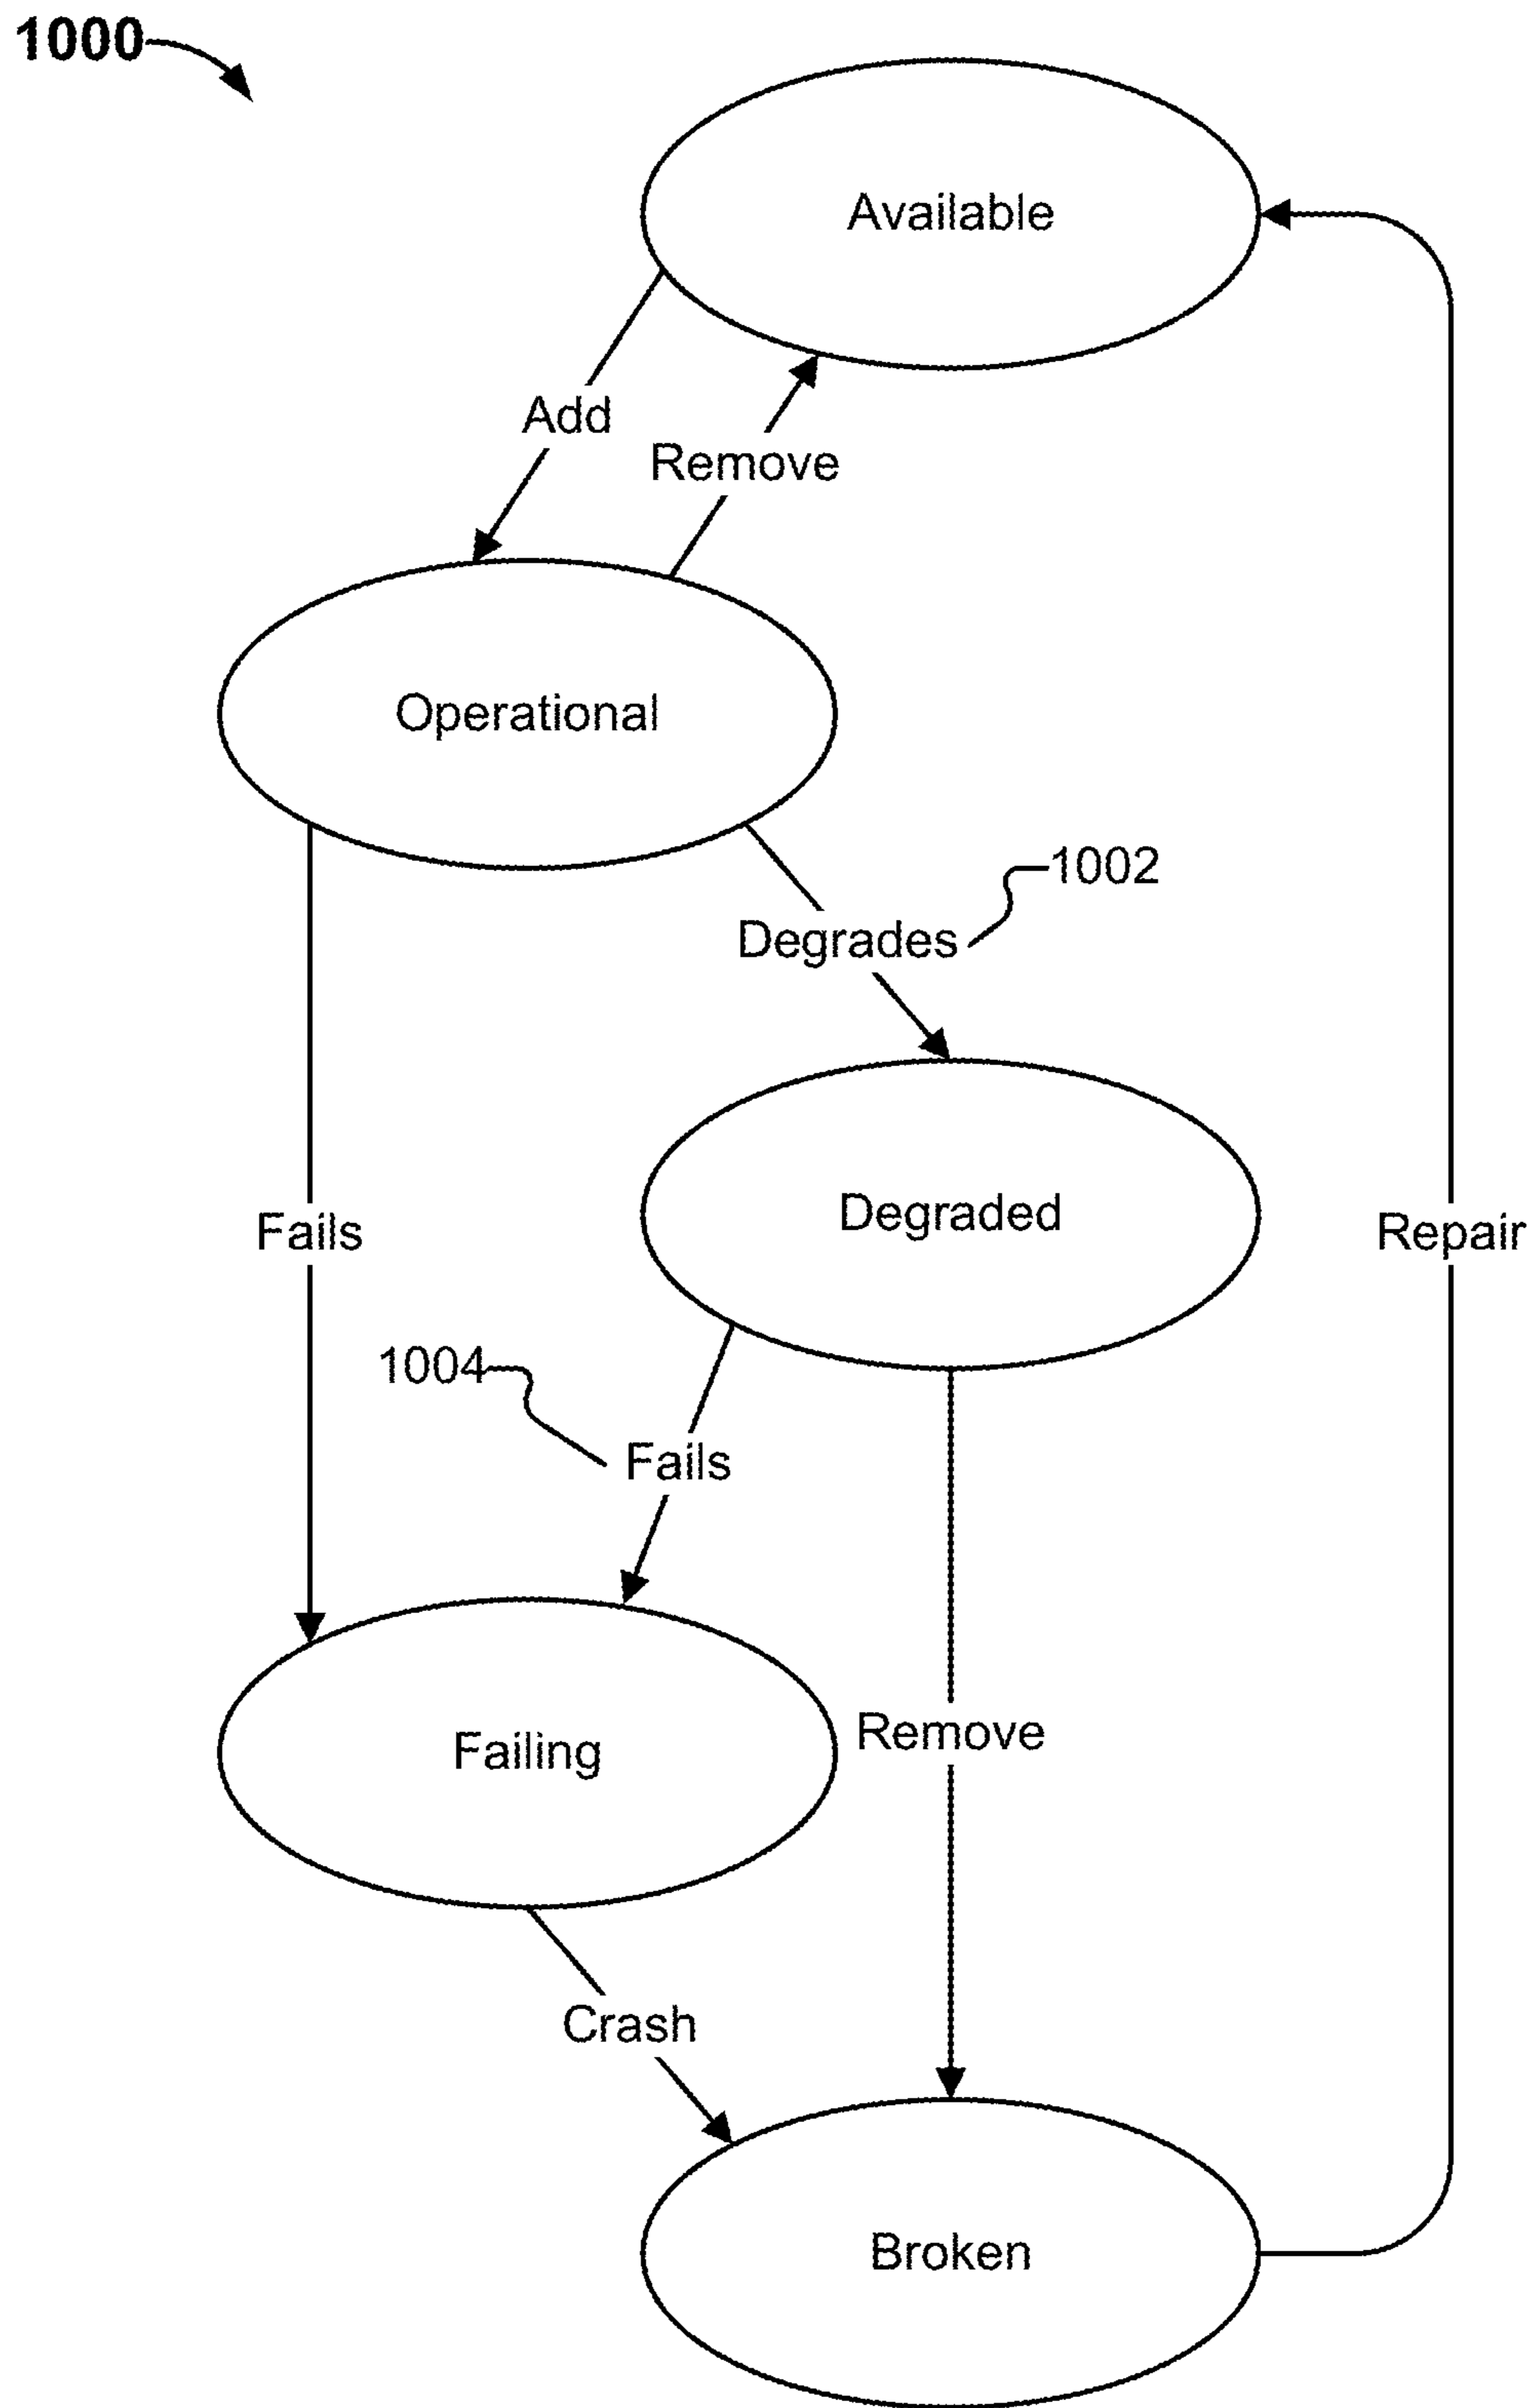 1000
Available
Add
Remove
Operational
1002
Degrades
Degraded
Fails
Repair
1004
Fails
Remove
Failing
Crash
Broken